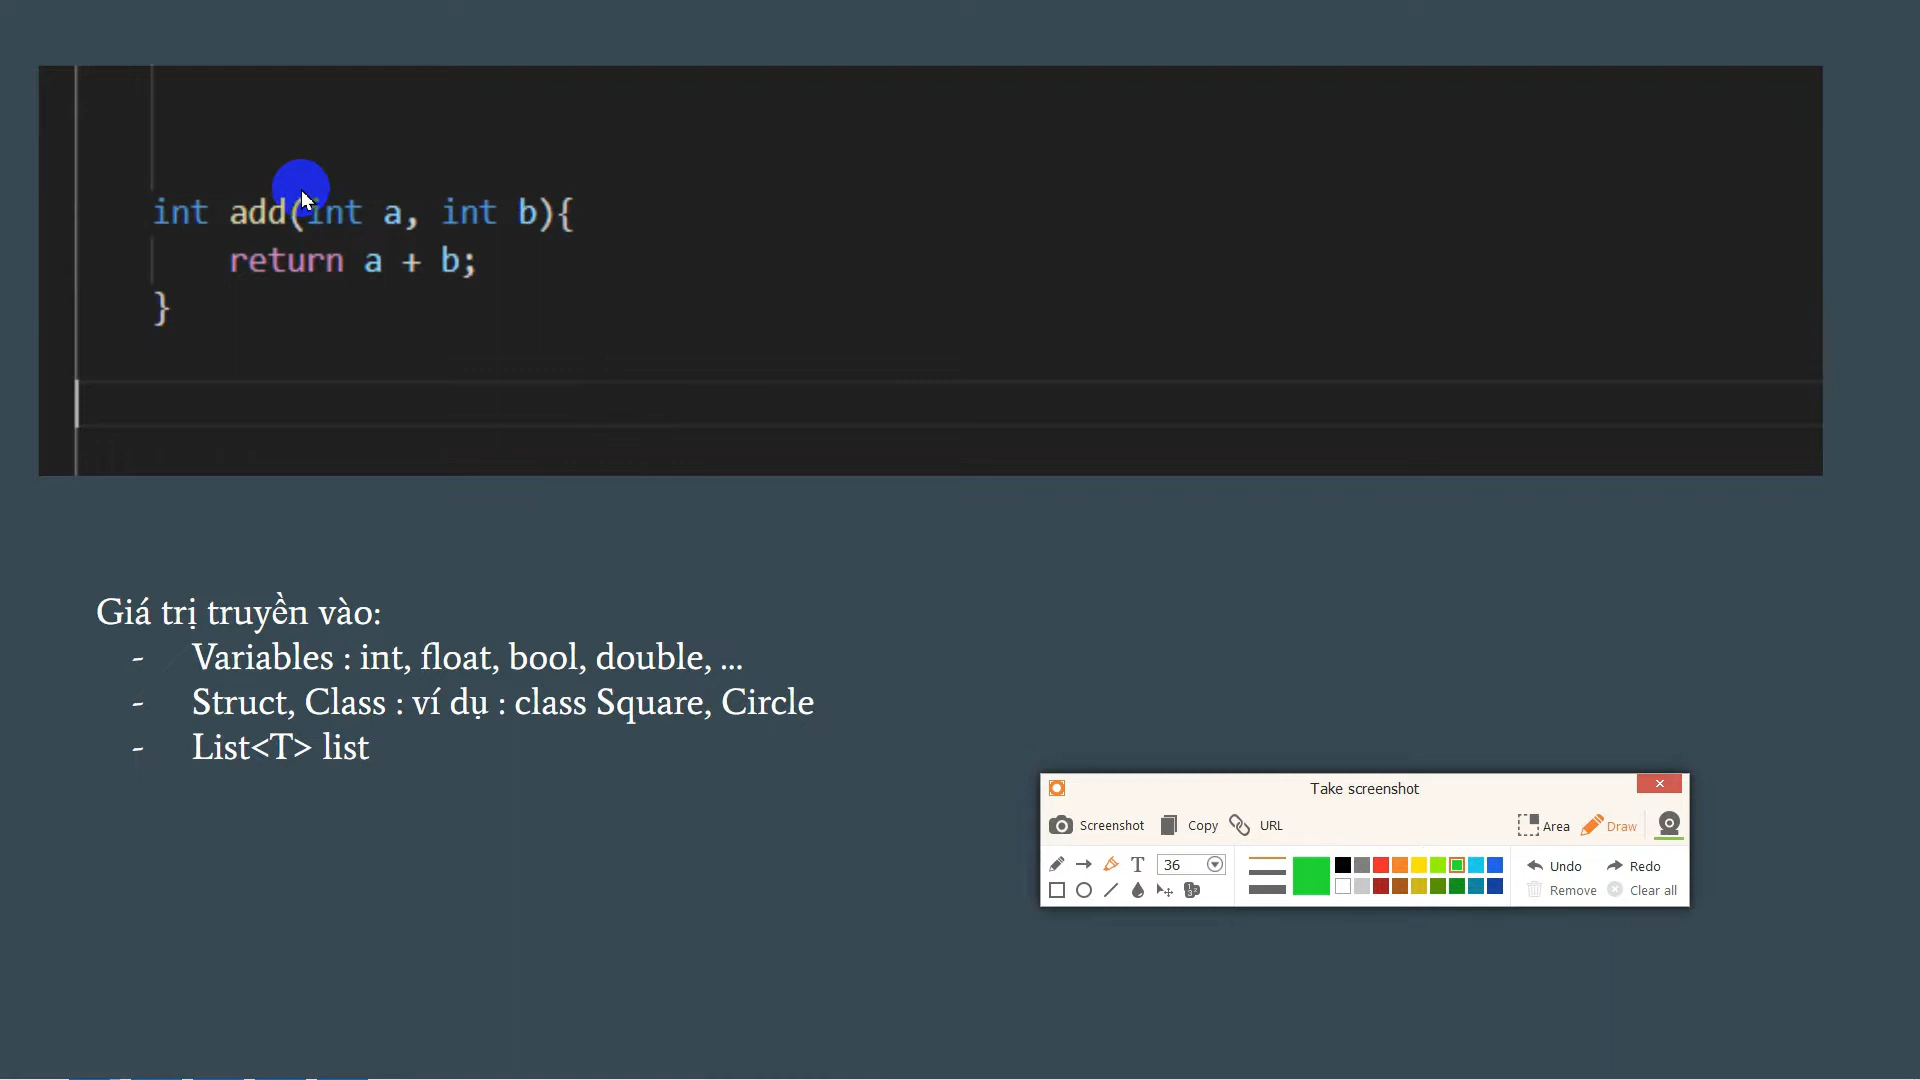 int add(int a, int b){
return a + b;
}
Giá trị truyền vào:
- Variables : int, float, bool, double, ...
- Struct, Class : ví dụ : class Square, Circle
- List<T> list
Take screenshot
Screenshot Copy URL Area Draw
T 36 Undo Redo
Remove Clear all